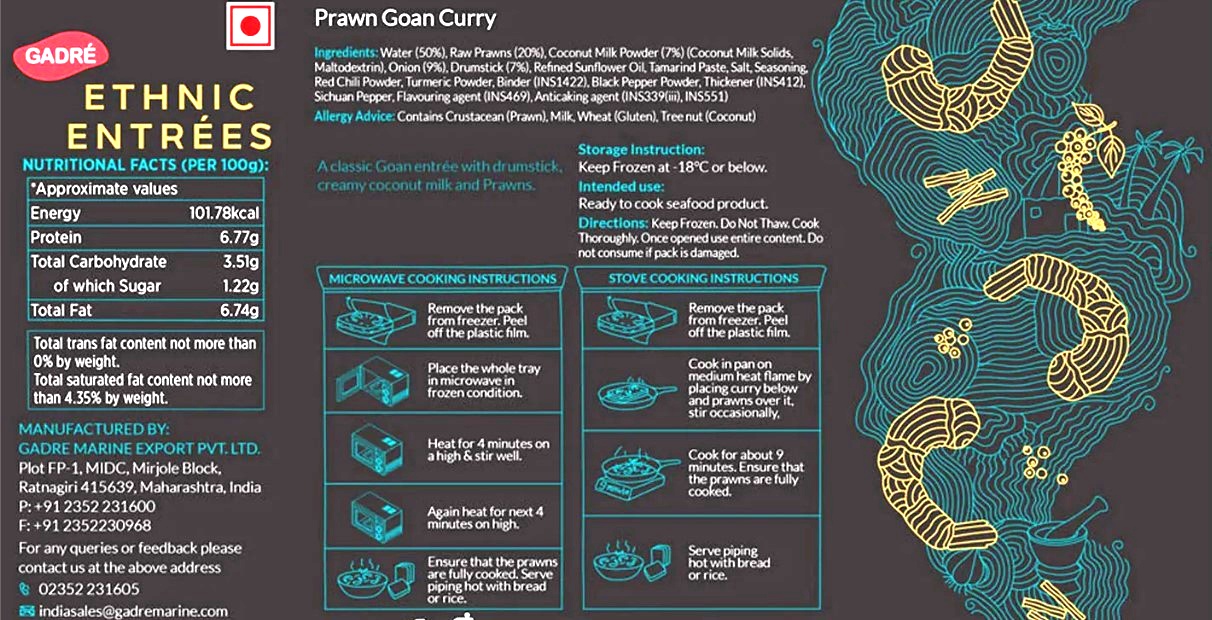 GADRÉ
ETHNIC
ENTRÉES
NUTRITIONAL FACTS (PER 100g):
*Approximate values
Energy 101.78kcal
Protein 6.77g
Total Carbohydrate 3.51g
of which Sugar 1.22g
Total Fat 6.74g
Total trans fat content not more than
0% by weight.
Total saturated fat content not more
than 4.35% by weight.
MANUFACTURED BY:
GADRE MARINE EXPORT PVT. LTD.
Plot FP-1, MIDC, Mirjole Block,
Ratnagiri 415639, Maharashtra, India
P: +91 2352 231600
F: +91 2352230968
For any queries or feedback please
contact us at the above address
02352 231605
indiasales@gadremarine.com
Prawn Goan Curry
Ingredients: Water (50%), Raw Prawns (20%), Coconut Milk Powder (7%) (Coconut Milk Solids,
Maltodextrin), Onion (9%), Drumstick (7%), Refined Sunflower Oil, Tamarind Paste, Salt, Seasoning,
Red Chili Powder, Turmeric Powder, Binder (INS1422), Black Pepper Powder, Thickener (INS412),
Sichuan Pepper, Flavouring agent (INS469), Anticaking agent (INS339(iii), INS551)
Allergy Advice: Contains Crustacean (Prawn), Milk, Wheat (Gluten), Tree nut (Coconut)
A classic Goan entrée with drumstick,
creamy coconut milk and Prawns.
Storage Instruction:
Keep Frozen at -18°C or below.
Intended use:
Ready to cook seafood product.
Directions: Keep Frozen. Do Not Thaw. Cook
Thoroughly. Once opened use entire content. Do
not consume if pack is damaged.
MICROWAVE COOKING INSTRUCTIONS
Remove the pack
from freezer. Peel
off the plastic film.
Place the whole tray
in microwave in
frozen condition.
Heat for 4 minutes on
a high & stir well.
Again heat for next 4
minutes on high.
Ensure that the prawns
are fully cooked. Serve
piping hot with bread
or rice.
STOVE COOKING INSTRUCTIONS
Remove the pack
from freezer. Peel
off the plastic film.
Cook in pan on
medium heat flame by
placing curry below
and prawns over it,
stir occasionally,
Cook for about 9
minutes. Ensure that
the prawns are fully
cooked.
Serve piping
hot with bread
or rice.